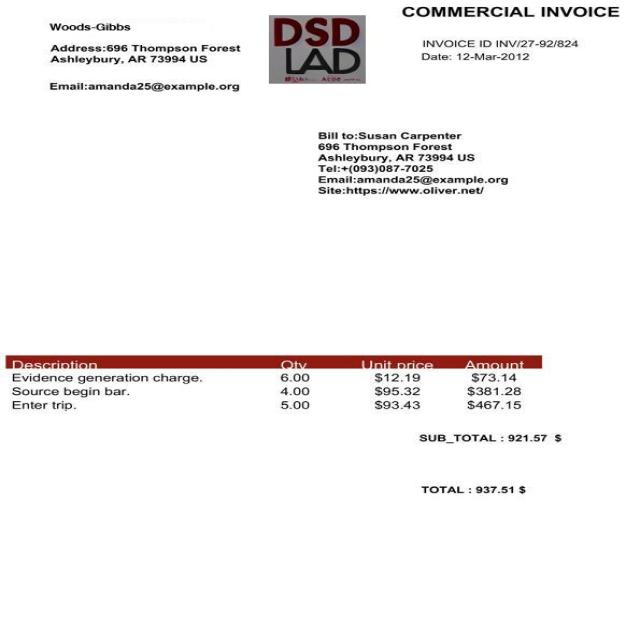 COMMERCIAL INVOICE
Woods-Gibbs
Address:696 Thompson Forest
Ashleybury, AR 73994 US
Email:amanda25@example.org
DSD
LAD
INVOICE ID INV/27-92/824
Date: 12-Mar-2012
Bill to:Susan Carpenter
696 Thompson Forest
Ashleybury, AR 73994 US
Tel:+(093)087-7025
Email:amanda25@example.org
Site:https://www.oliver.net/
Description Qty Unit price Amount
Evidence generation charge. 6.00 $12.19 $73.14
Source begin bar. 4.00 $95.32 $381.28
Enter trip. 5.00 $93.43 $467.15
SUB_TOTAL : 921.57 $
TOTAL : 937.51 $